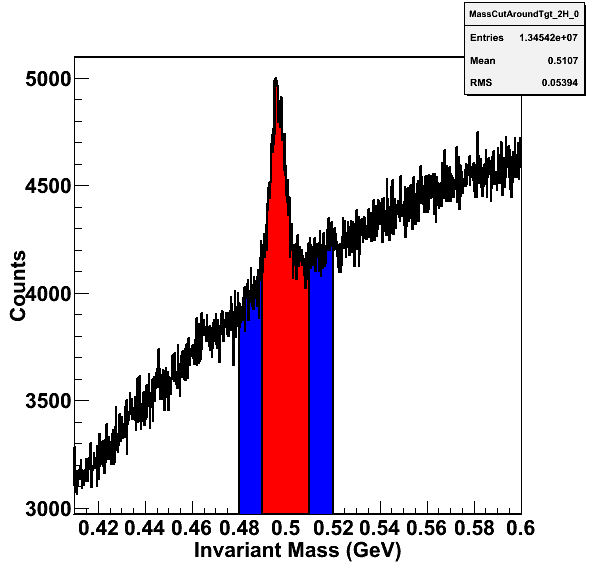 MassCutAroundTgt_2H_0
Entries 1.34542e+07
Mean 0.5107
RMS 0.05394
5000
4500
4000
3500
3000
Counts
0.42 0.44 0.46 0.48 0.5 0.52 0.54 0.56 0.58 0.6
Invariant Mass (GeV)